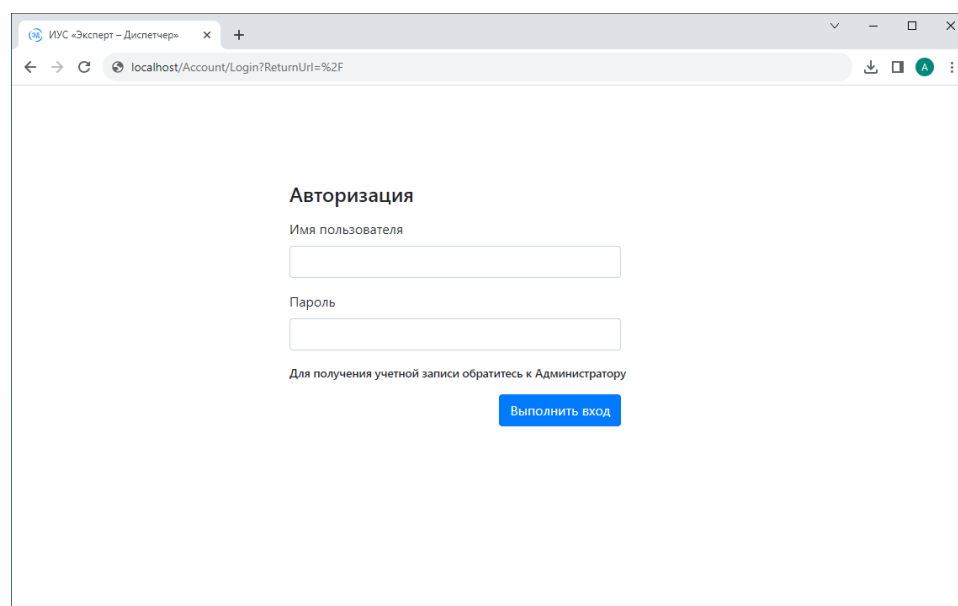 ИУС «Эксперт – Диспетчер»
localhost/Account/Login?ReturnUrl=%2F
A
Авторизация
Имя пользователя
Пароль
Для получения учетной записи обратитесь к Администратору
Выполнить вход